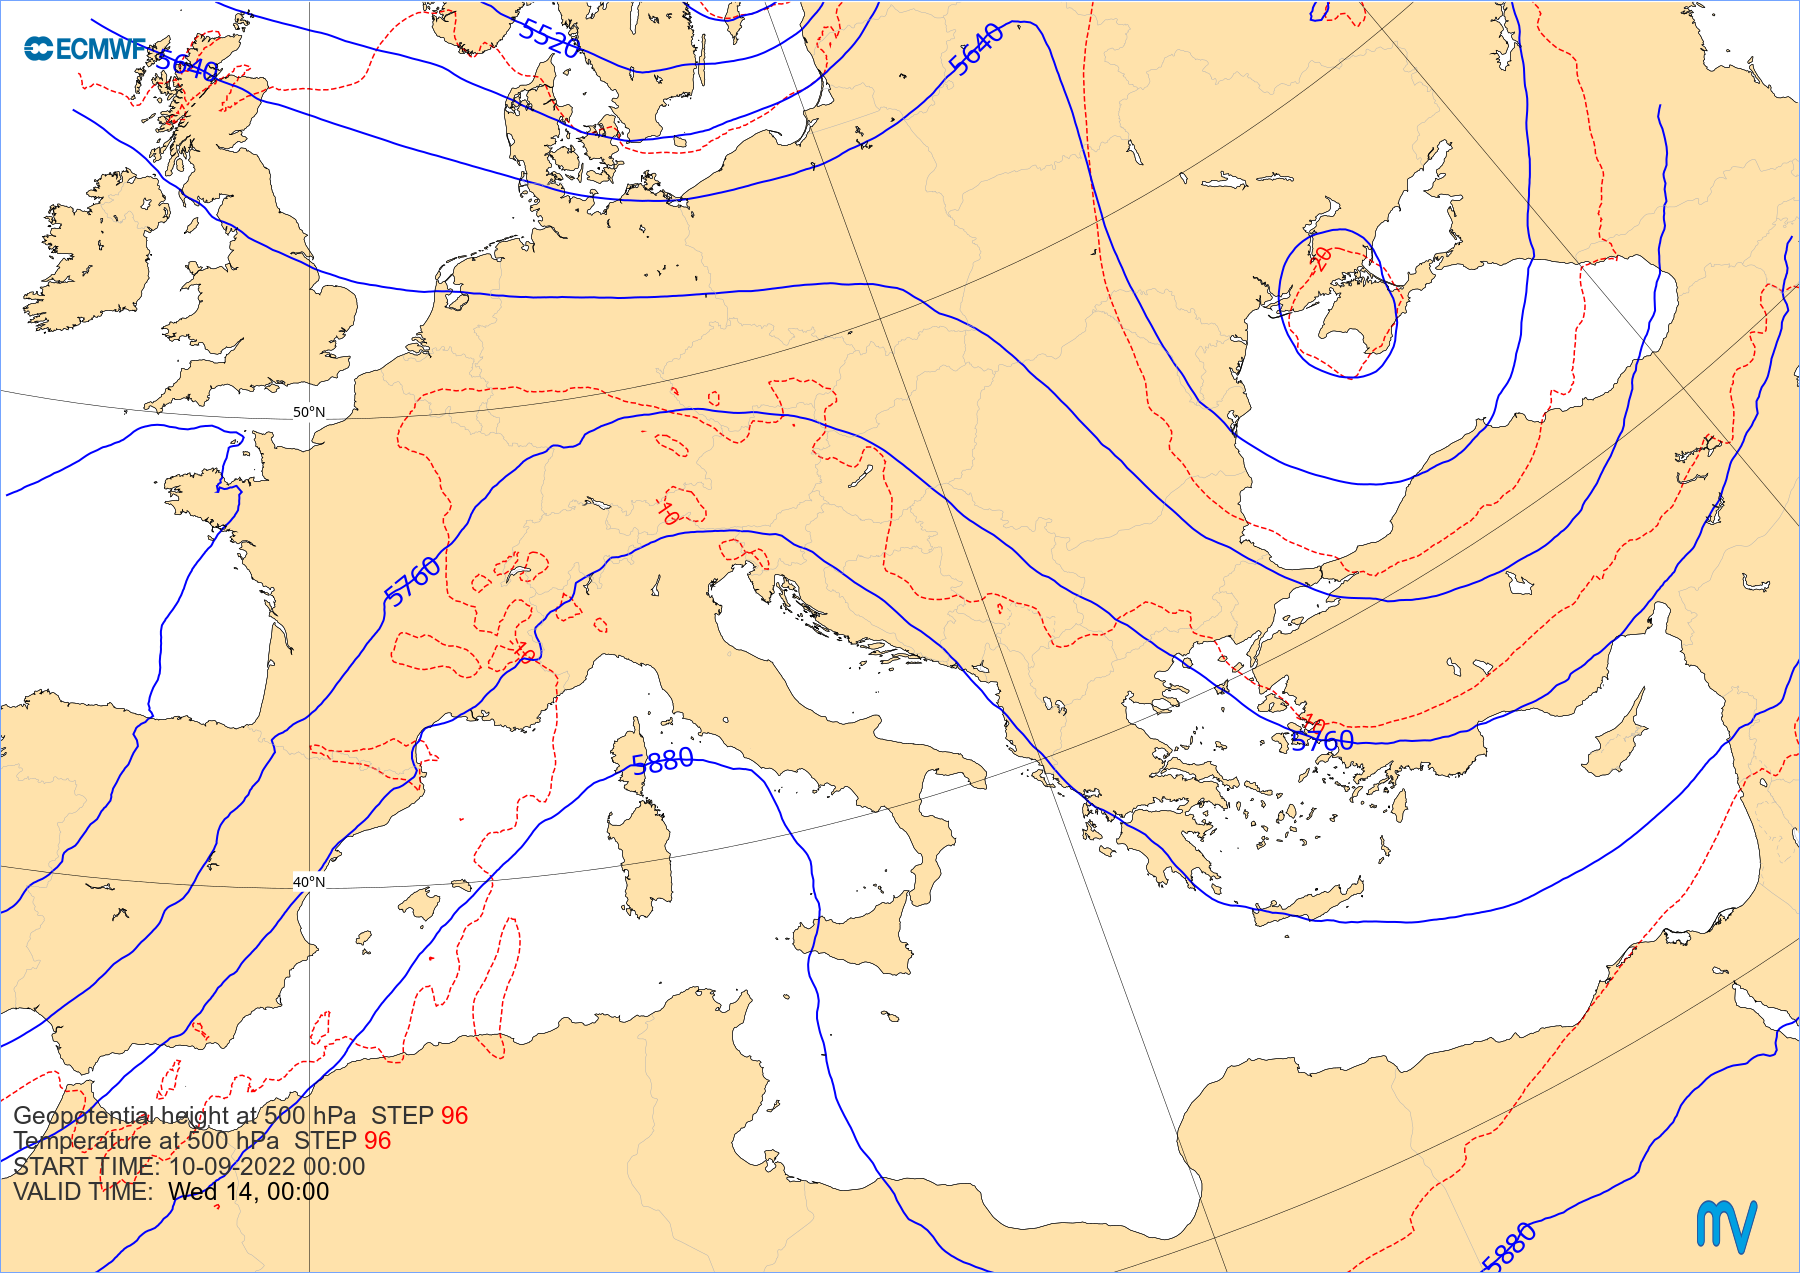 ECMWF
5640
5520
5640
-20
50°N
-10
5760
-10
-10
5760
5880
40°N
Geopotential height at 500 hPa STEP 96
Temperature at 500 hPa STEP 96
START TIME: 10-09-2022 00:00
VALID TIME: Wed 14, 00:00
5880